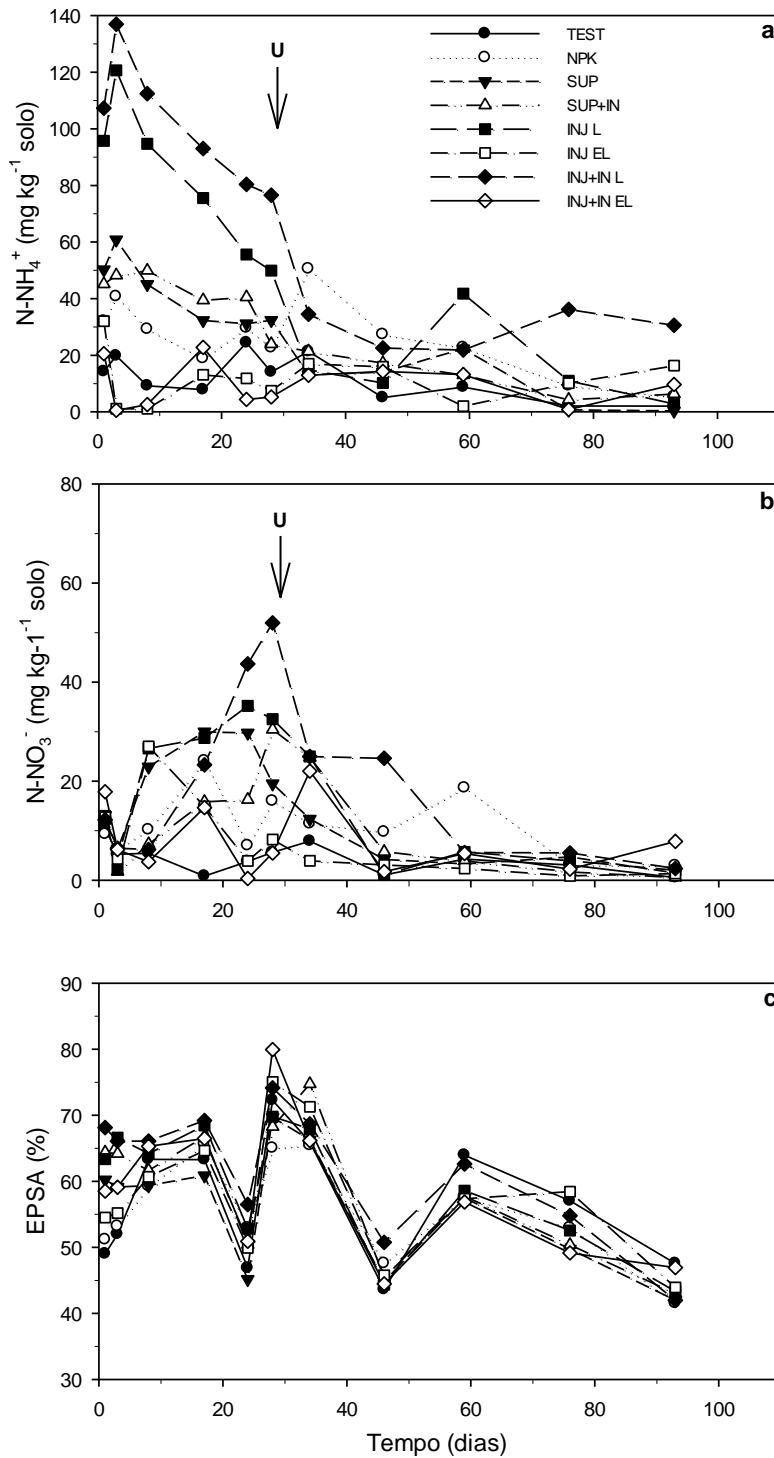 a
140
120
100
80
60
40
20
0
N-NH₄⁺ (mg kg⁻¹ solo)
U
TEST
NPK
SUP
SUP+IN
INJ L
INJ EL
INJ+IN L
INJ+IN EL
0 20 40 60 80 100
b
80
60
40
20
0
N-NO₃⁻ (mg kg-1⁻¹ solo)
U
0 20 40 60 80 100
c
90
80
70
60
50
40
30
EPSA (%)
0 20 40 60 80 100
Tempo (dias)